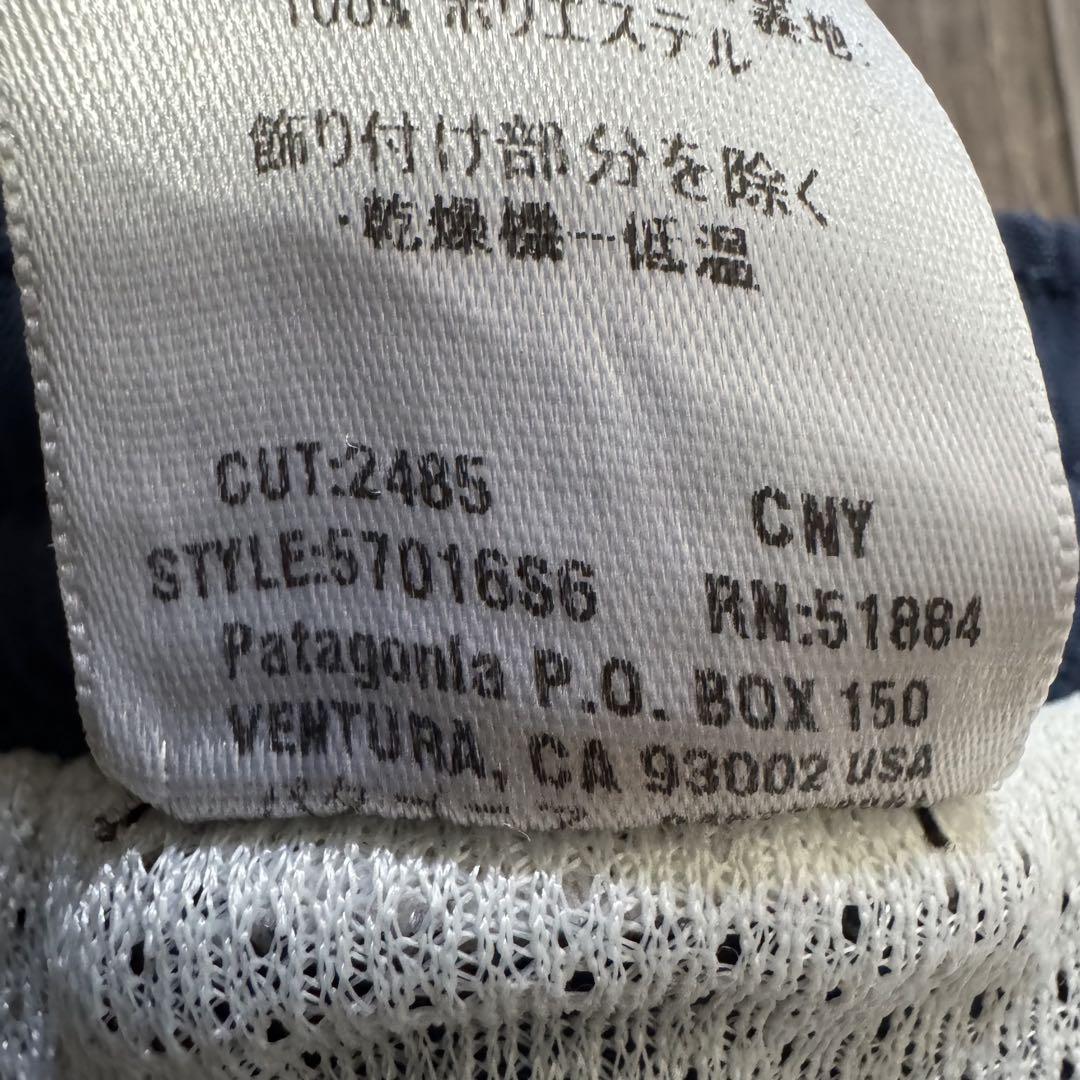 裏地:
100% ポリエステル
飾り付け部分を除く
・乾燥機一低温
CUT:2485
CNY
STYLE:57016S6
RN:51884
Patagonia P.O. BOX 150
VENTURA, CA 93002 USA